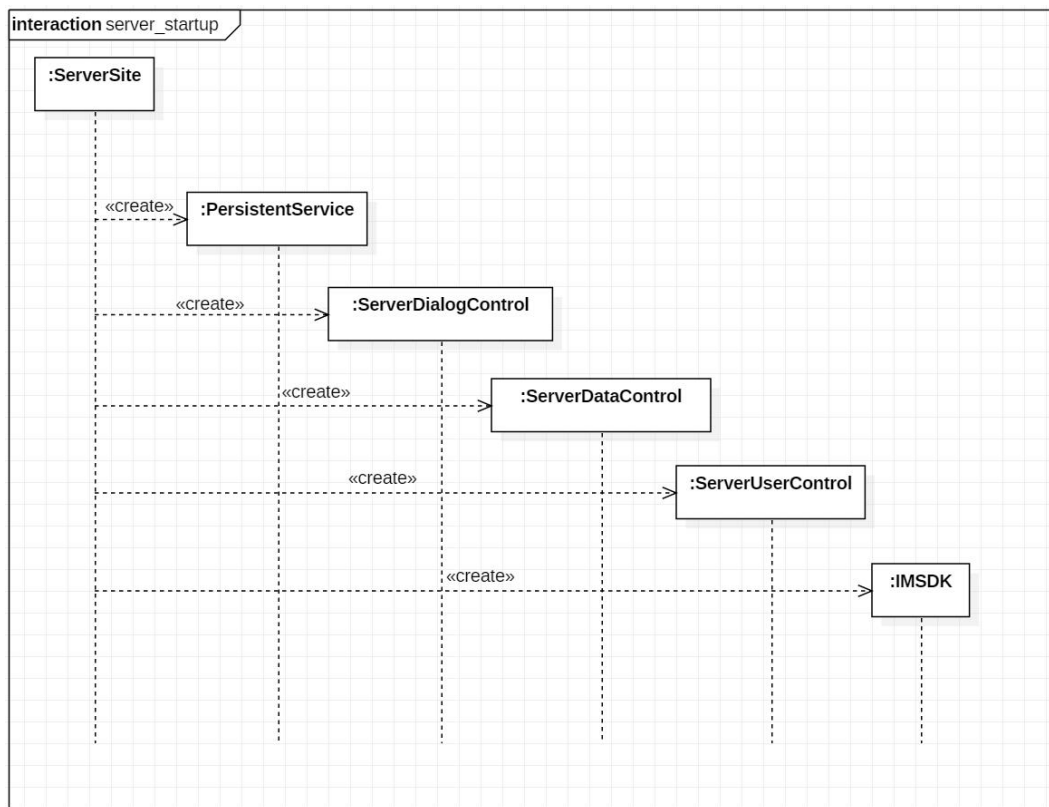 interaction server_startup
:ServerSite
«create»
:PersistentService
«create»
:ServerDialogControl
«create»
:ServerDataControl
«create»
:ServerUserControl
«create»
:IMSDK